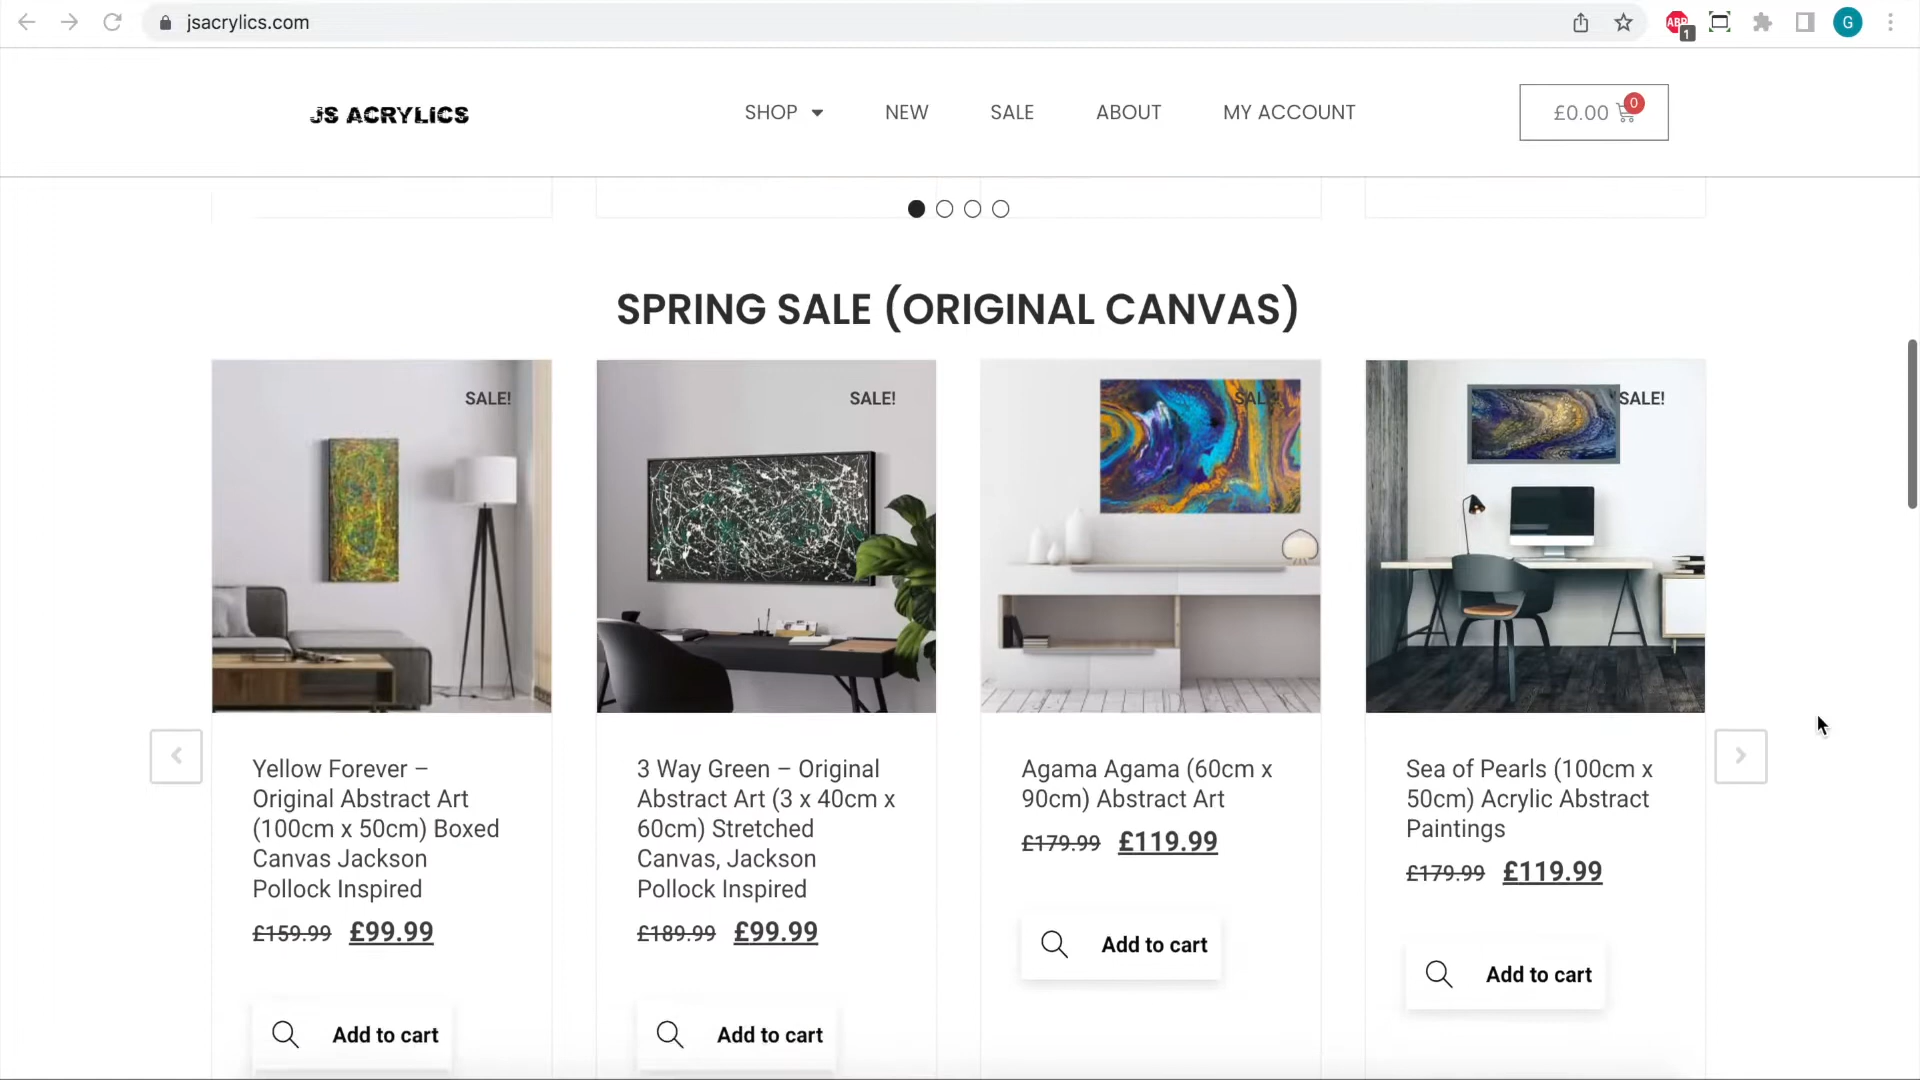 jsacrylics.com
ABP
1
G
JS ACRYLICS
SHOP
NEW
SALE
ABOUT
MY ACCOUNT
£0.00
0
SPRING SALE (ORIGINAL CANVAS)
SALE!
SALE!
SALE!
SALE!
Yellow Forever –
Original Abstract Art
(100cm x 50cm) Boxed
Canvas Jackson
Pollock Inspired
£159.99 £99.99
Add to cart
3 Way Green – Original
Abstract Art (3 x 40cm x
60cm) Stretched
Canvas, Jackson
Pollock Inspired
£189.99 £99.99
Add to cart
Agama Agama (60cm x
90cm) Abstract Art
£179.99 £119.99
Add to cart
Sea of Pearls (100cm x
50cm) Acrylic Abstract
Paintings
£179.99 £119.99
Add to cart